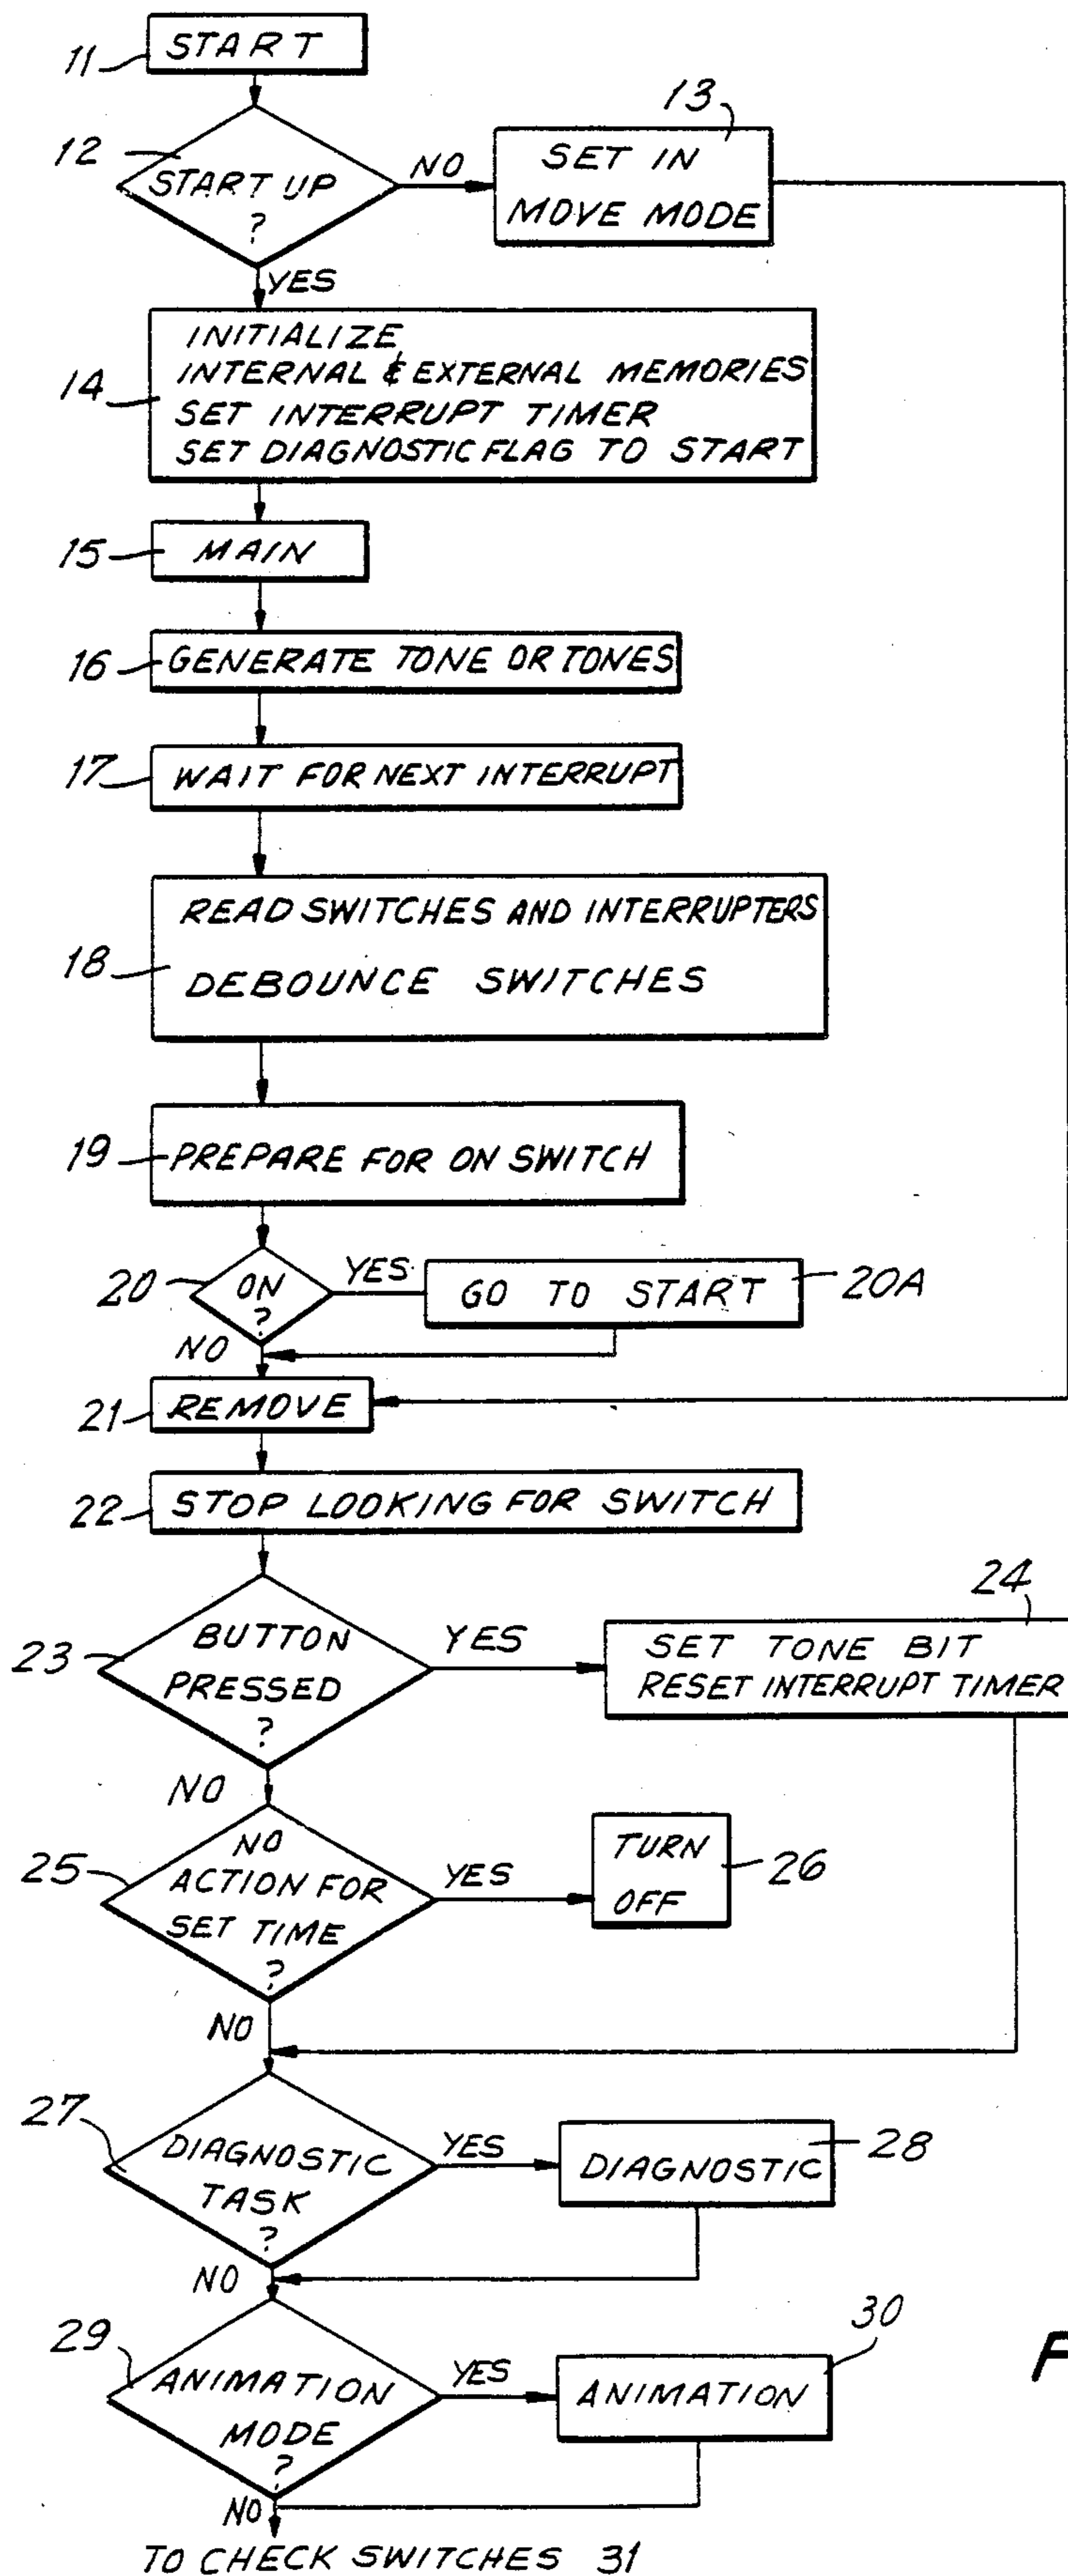 11
START
12
START UP
?
NO
13
SET IN
MOVE MODE
YES
14
INITIALIZE
INTERNAL & EXTERNAL MEMORIES
SET INTERRUPT TIMER
SET DIAGNOSTIC FLAG TO START
15
MAIN
16
GENERATE TONE OR TONES
17
WAIT FOR NEXT INTERRUPT
18
READ SWITCHES AND INTERRUPTERS
DEBOUNCE SWITCHES
19
PREPARE FOR ON SWITCH
20
ON
?
YES
GO TO START
20A
NO
21
REMOVE
22
STOP LOOKING FOR SWITCH
23
BUTTON
PRESSED
?
YES
24
SET TONE BIT
RESET INTERRUPT TIMER
NO
25
NO
ACTION FOR
SET TIME
?
YES
TURN
OFF
26
NO
27
DIAGNOSTIC
TASK
?
YES
DIAGNOSTIC
28
NO
29
ANIMATION
MODE
?
YES
ANIMATION
30
F
NO
TO CHECK SWITCHES 31